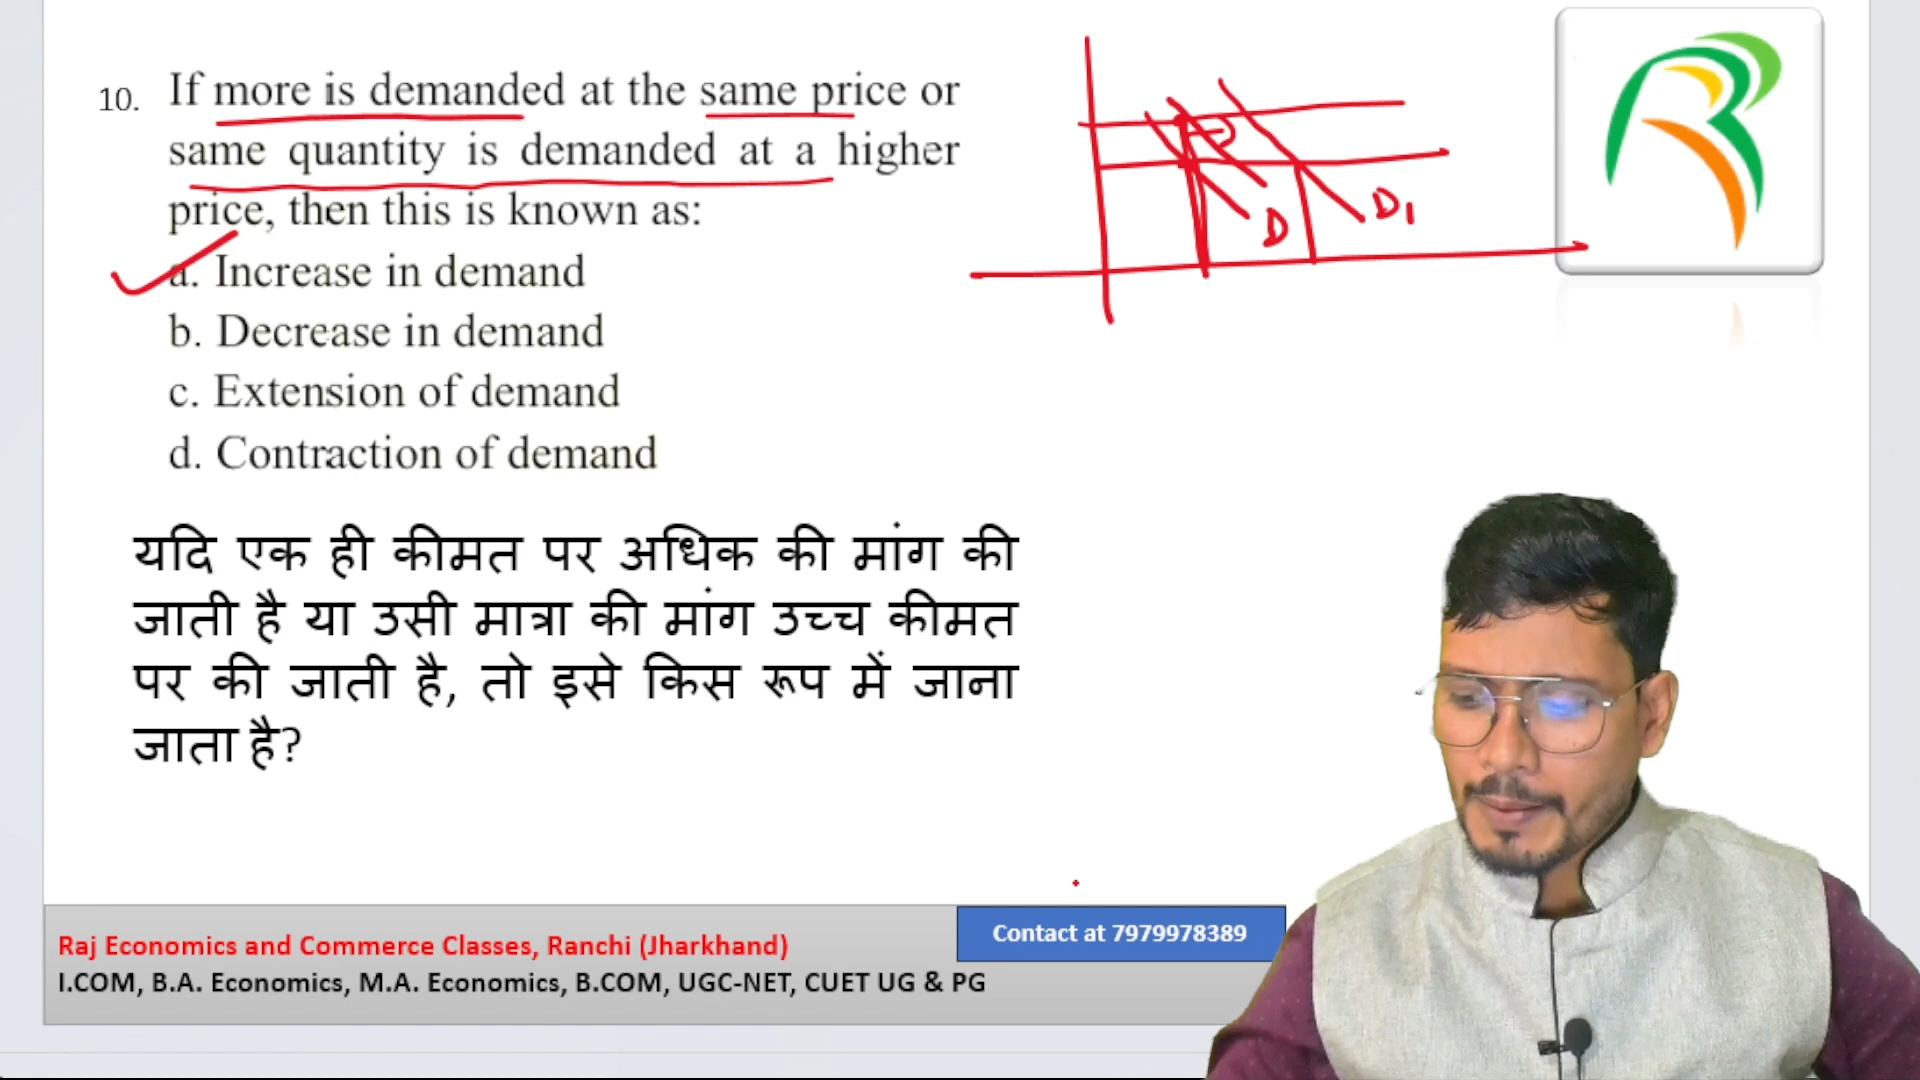 10. If more is demanded at the same price or
same quantity is demanded at a higher
price, then this is known as:
a. Increase in demand
b. Decrease in demand
c. Extension of demand
d. Contraction of demand
D
D1
यदि एक ही कीमत पर अधिक की मांग की
जाती है या उसी मात्रा की मांग उच्च कीमत
पर की जाती है, तो इसे किस रूप में जाना
जाता है?
Raj Economics and Commerce Classes, Ranchi (Jharkhand)
Contact at 7979978389
I.COM, B.A. Economics, M.A. Economics, B.COM, UGC-NET, CUET UG & PG